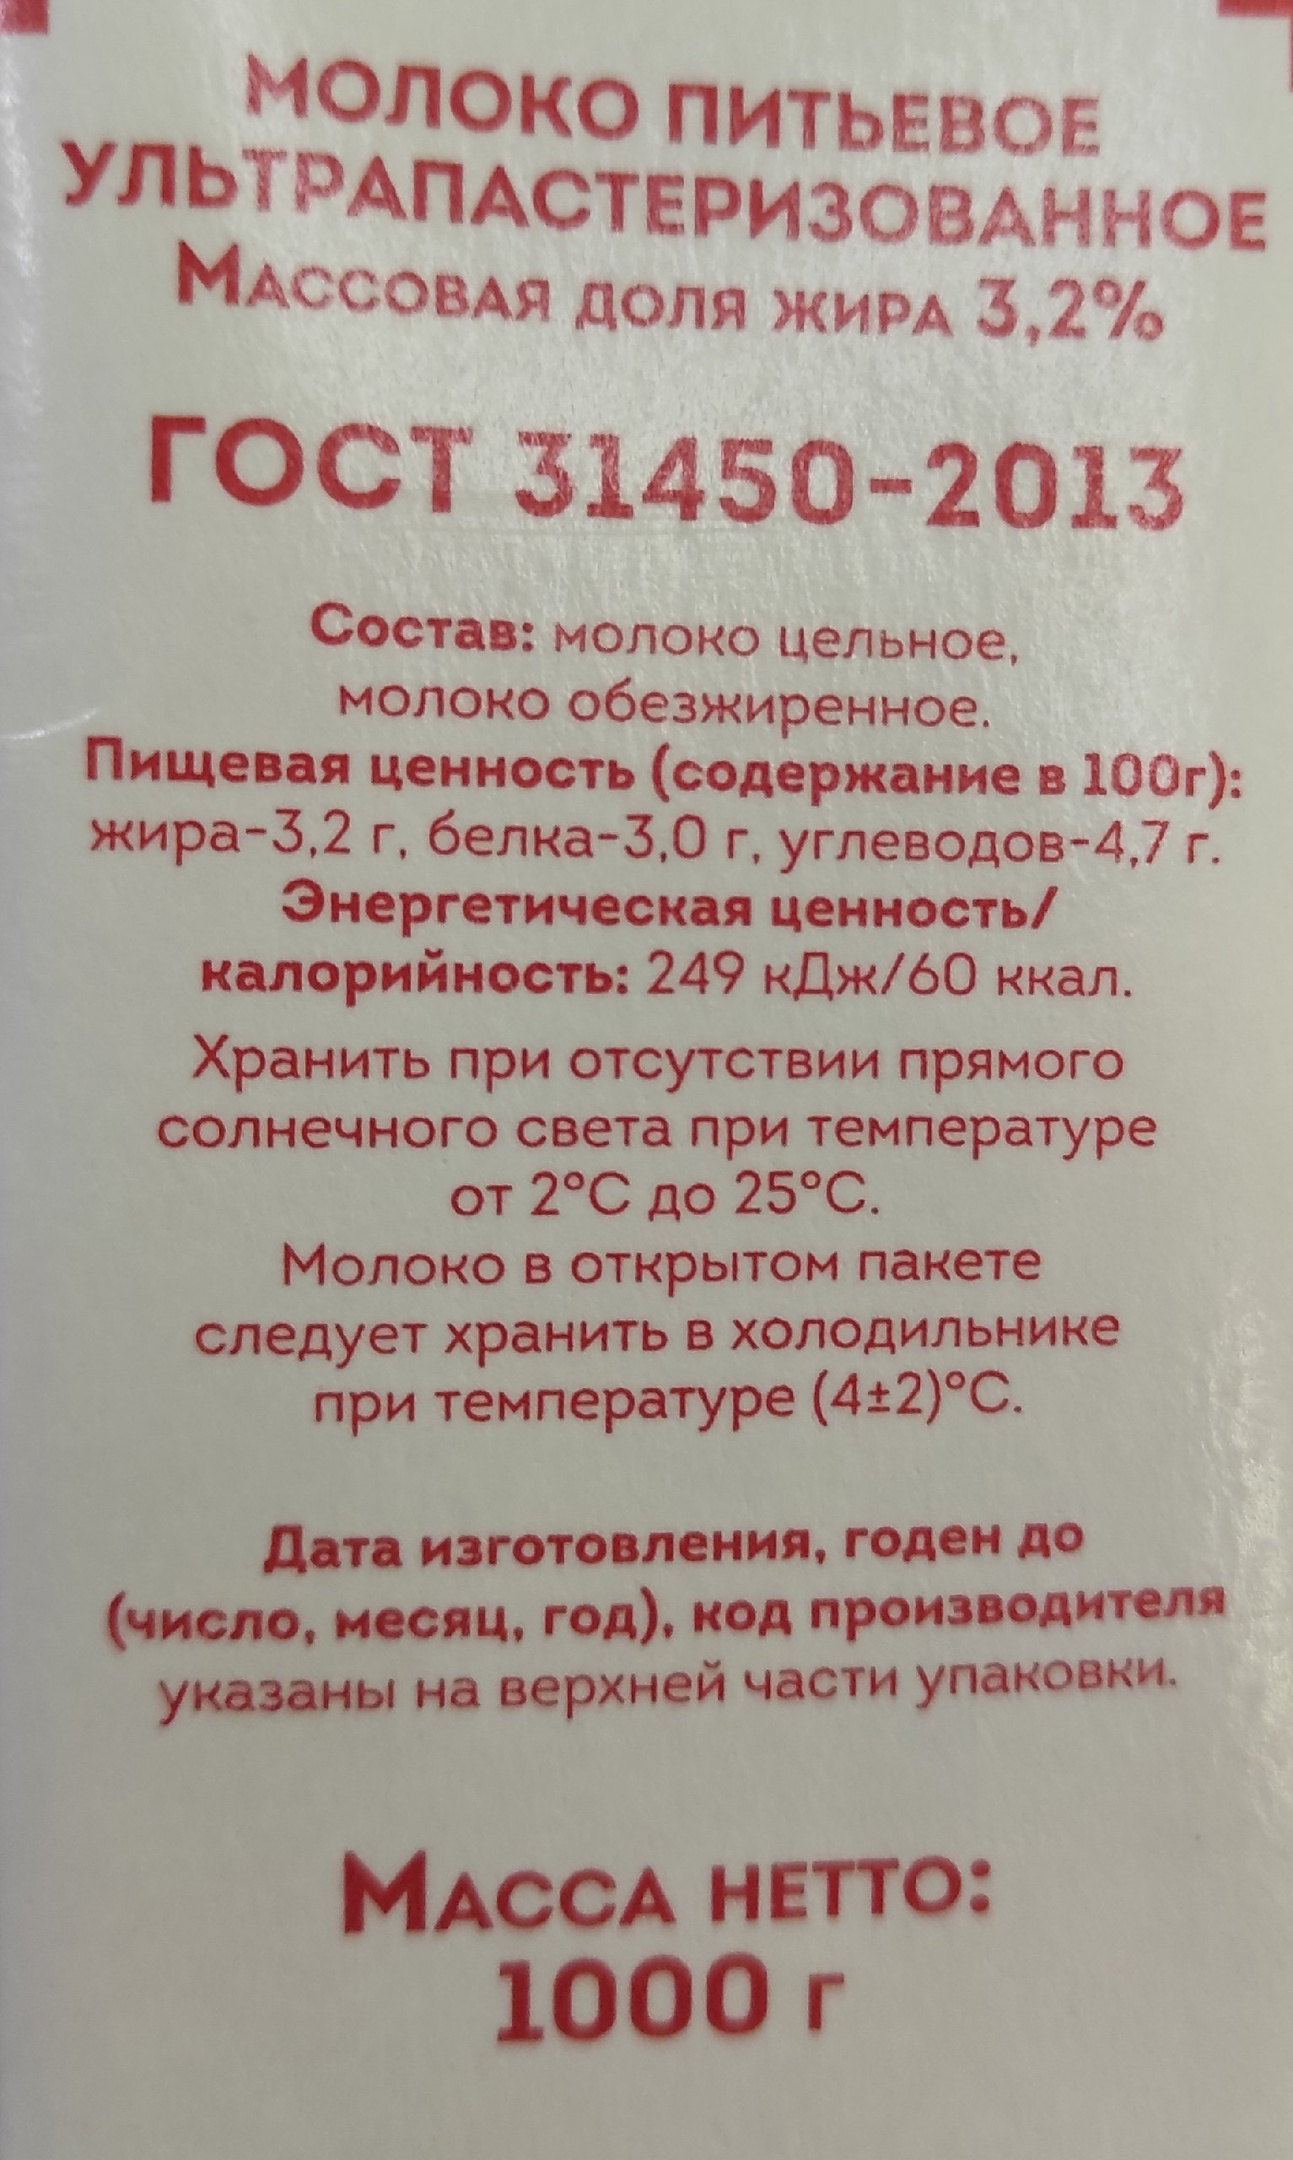 МОЛОКО ПИТЬЕВОЕ
УЛЬТРАПАСТЕРИЗОВАННОЕ
МАССОВАЯ ДОЛЯ ЖИРА 3,2%
ГОСТ 31450-2013
Состав: молоко цельное,
молоко обезжиренное.
Пищевая ценность (содержание в 100г):
жира-3,2 г, белка-3,0 г, углеводов-4,7 г.
Энергетическая ценность/
калорийность: 249 кДж/60 ккал.
Хранить при отсутствии прямого
солнечного света при температуре
от 2°С до 25°С.
Молоко в открытом пакете
следует хранить в холодильнике
при температуре (4±2)°С.
Дата изготовления, годен до
(число, месяц, год), код производителя
указаны на верхней части упаковки.
МАССА НЕТТО:
1000 г